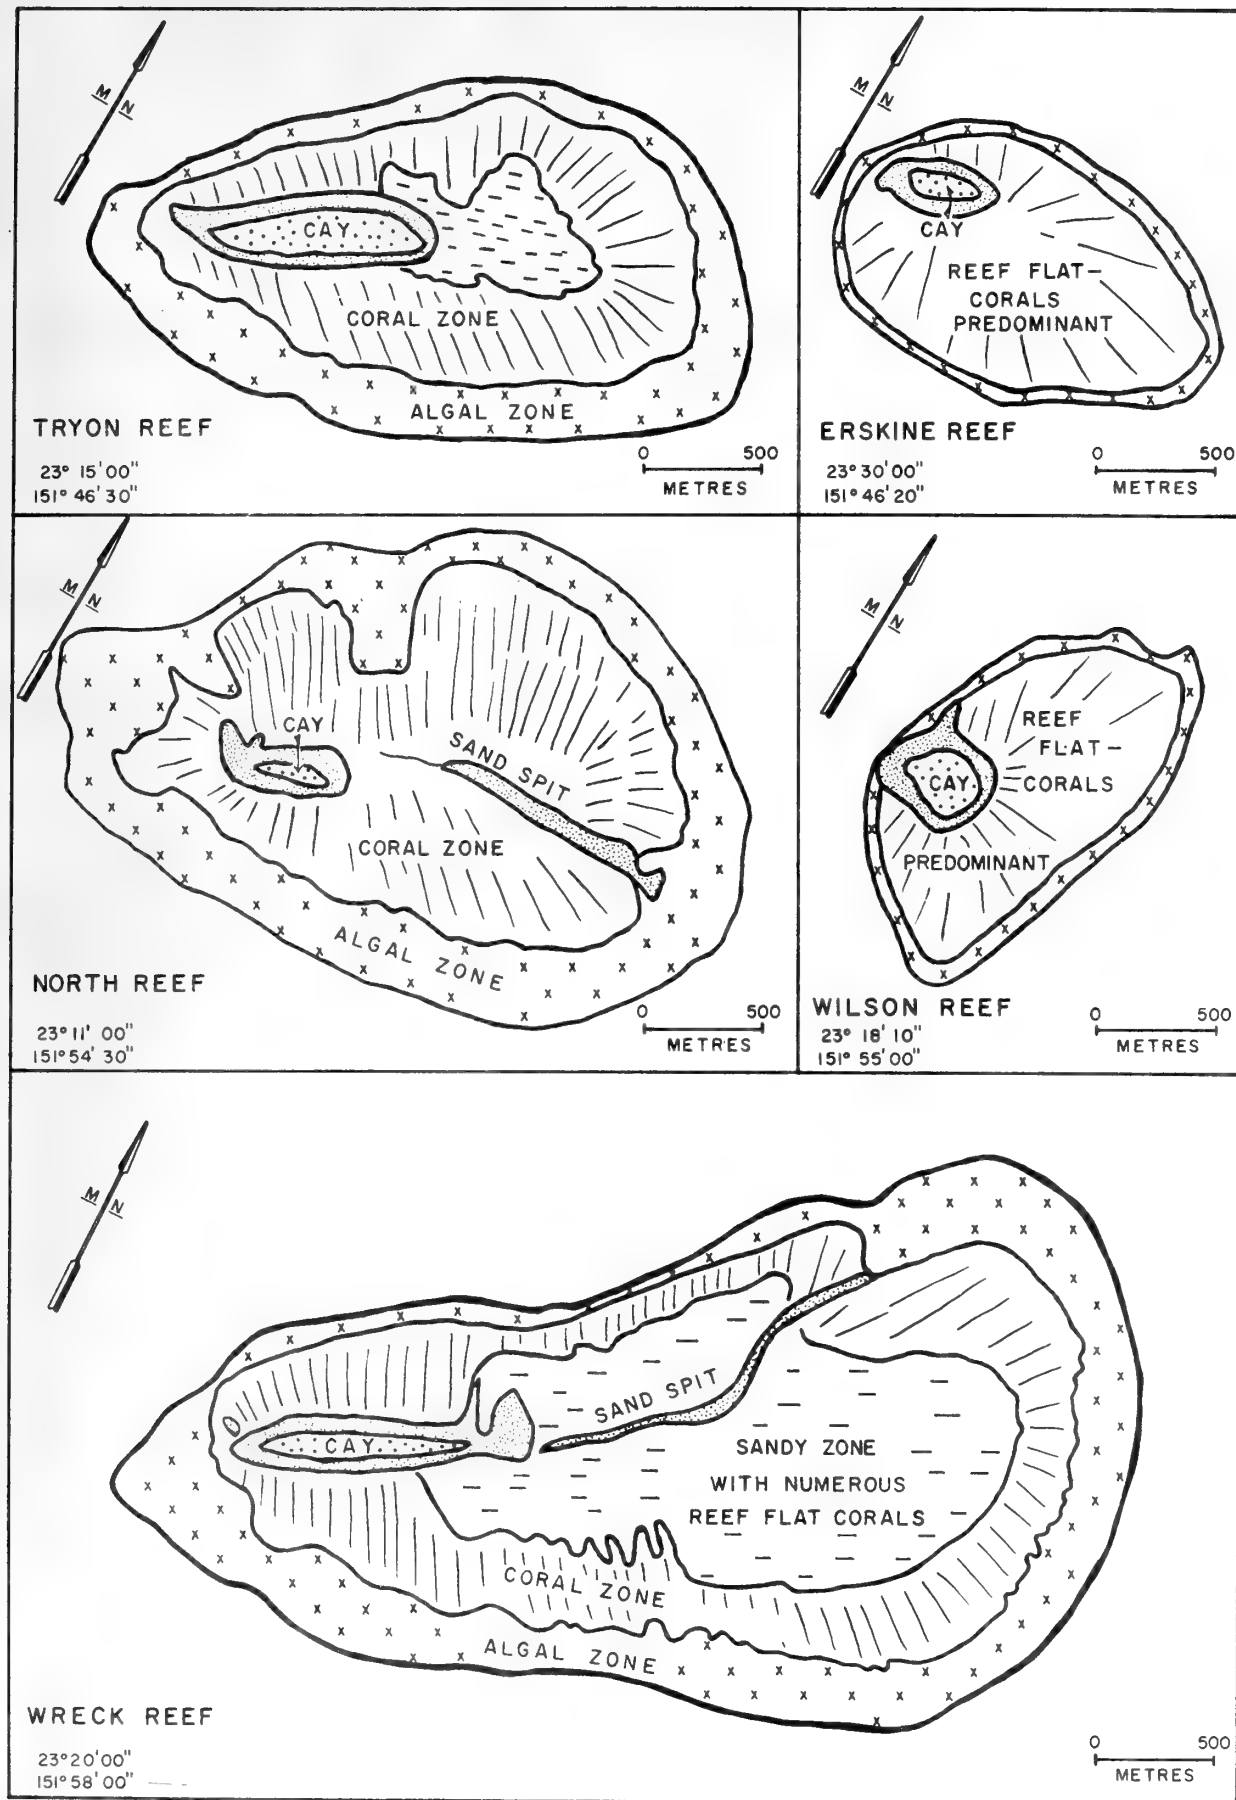 M N
CAY
CORAL ZONE
ALGAL ZONE
TRYON REEF
23° 15' 00"
151° 46' 30"
0 500
METRES
M N
CAY
REEF FLAT–
CORALS
PREDOMINANT
ERSKINE REEF
23° 30' 00"
151° 46' 20"
0 500
METRES
M N
CAY
SAND SPIT
CORAL ZONE
ALGAL ZONE
NORTH REEF
23° 11' 00"
151° 54' 30"
0 500
METRES
M N
REEF
FLAT–
CAY
CORALS
PREDOMINANT
WILSON REEF
23° 18' 10"
151° 55' 00"
0 500
METRES
M N
SAND SPIT
CAY
SANDY ZONE
WITH NUMEROUS
REEF FLAT CORALS
CORAL ZONE
ALGAL ZONE
WRECK REEF
23° 20' 00"
151° 58' 00"
0 500
METRES